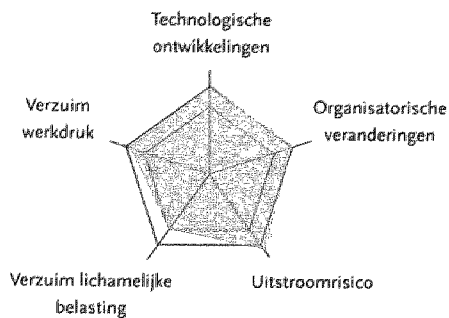 Technologische
ontwikkelingen
Verzuim
werkdruk
Organisatorische
veranderingen
Verzuim lichamelijke
belasting
Uitstroomrisico